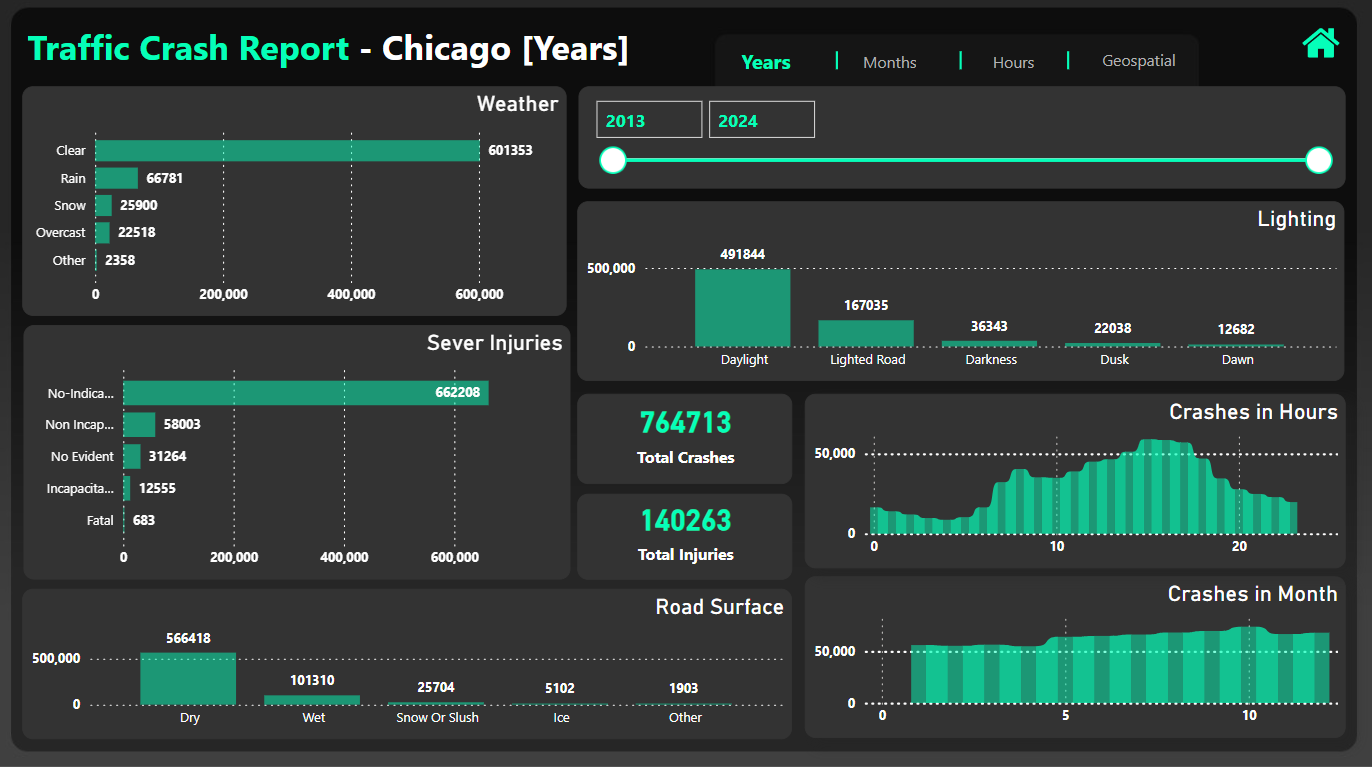 Traffic Crash Report - Chicago [Years]
Years
Months
Hours
Geospatial
Weather
Clear 601353
Rain 66781
Snow 25900
Overcast 22518
Other 2358
0 200,000 400,000 600,000
2013 2024
Lighting
500,000
0
491844 167035 36343 22038 12682
Daylight Lighted Road Darkness Dusk Dawn
Sever Injuries
No-Indica... 662208
Non Incap... 58003
No Evident 31264
Incapacita... 12555
Fatal 683
0 200,000 400,000 600,000
764713
Total Crashes
140263
Total Injuries
Crashes in Hours
50,000
0
0 10 20
Road Surface
500,000
0
566418 101310 25704 5102 1903
Dry Wet Snow Or Slush Ice Other
Crashes in Month
50,000
0
0 5 10